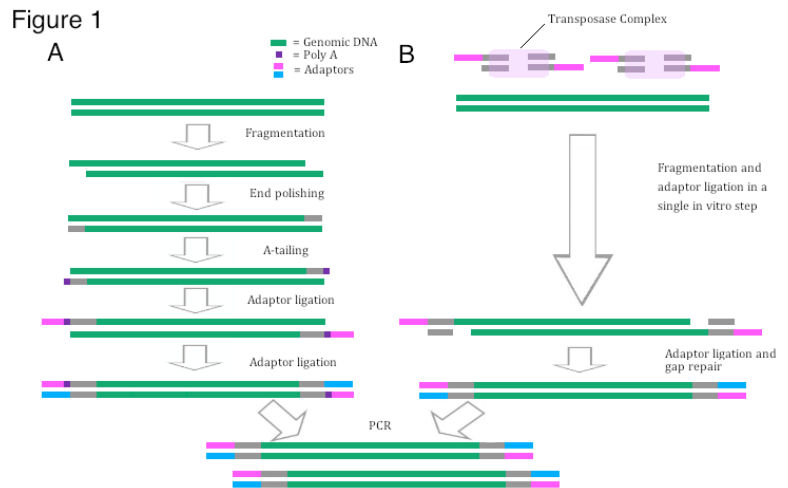 Figure 1
A
= Genomic DNA
= Poly A
= Adaptors
Fragmentation
End polishing
A-tailing
Adaptor ligation
Adaptor ligation
B
Transposase Complex
Fragmentation and
adaptor ligation in a
single in vitro step
Adaptor ligation and
gap repair
PCR